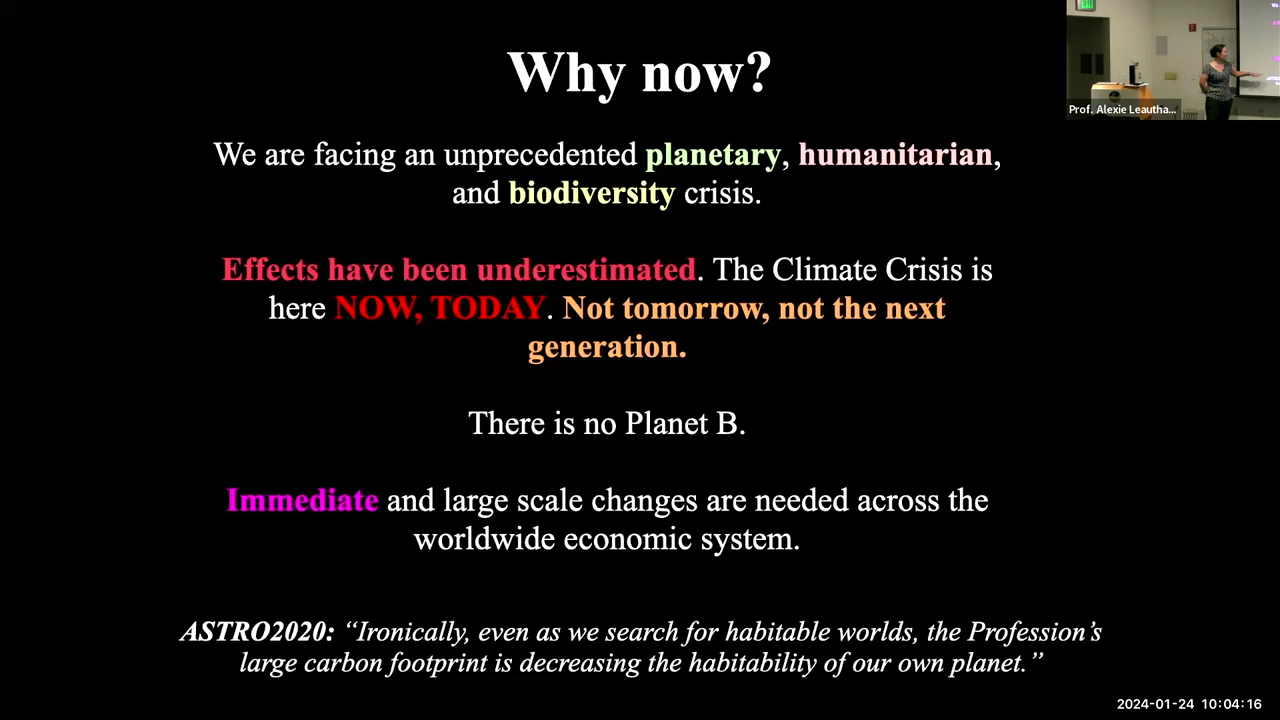 Why now?
We are facing an unprecedented planetary, humanitarian,
and biodiversity crisis.
Effects have been underestimated. The Climate Crisis is
here NOW, TODAY. Not tomorrow, not the next
generation.
There is no Planet B.
Immediate and large scale changes are needed across the
worldwide economic system.
ASTRO2020: “Ironically, even as we search for habitable worlds, the Profession’s
large carbon footprint is decreasing the habitability of our own planet.”
EXIT
Prof. Alexie Leautha...
2024-01-24 10:04:16